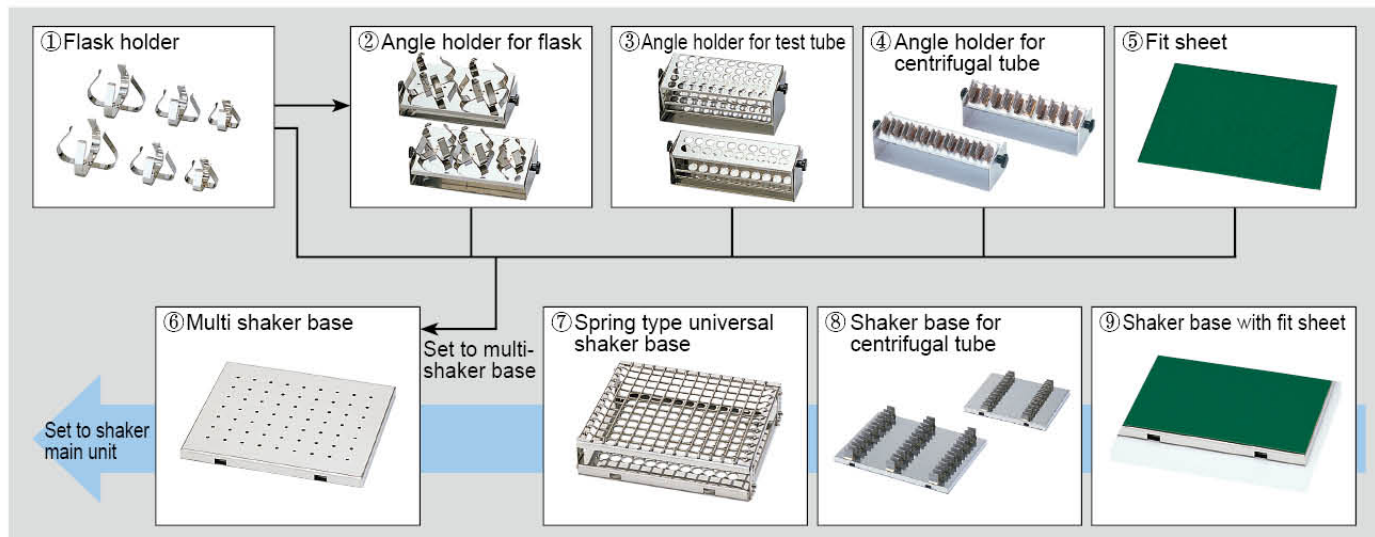 ①Flask holder
②Angle holder for flask
③Angle holder for test tube
④Angle holder for
centrifugal tube
⑤Fit sheet
⑥Multi shaker base
Set to multi-
shaker base
⑦Spring type universal
shaker base
⑧Shaker base for
centrifugal tube
⑨Shaker base with fit sheet
Set to shaker
main unit